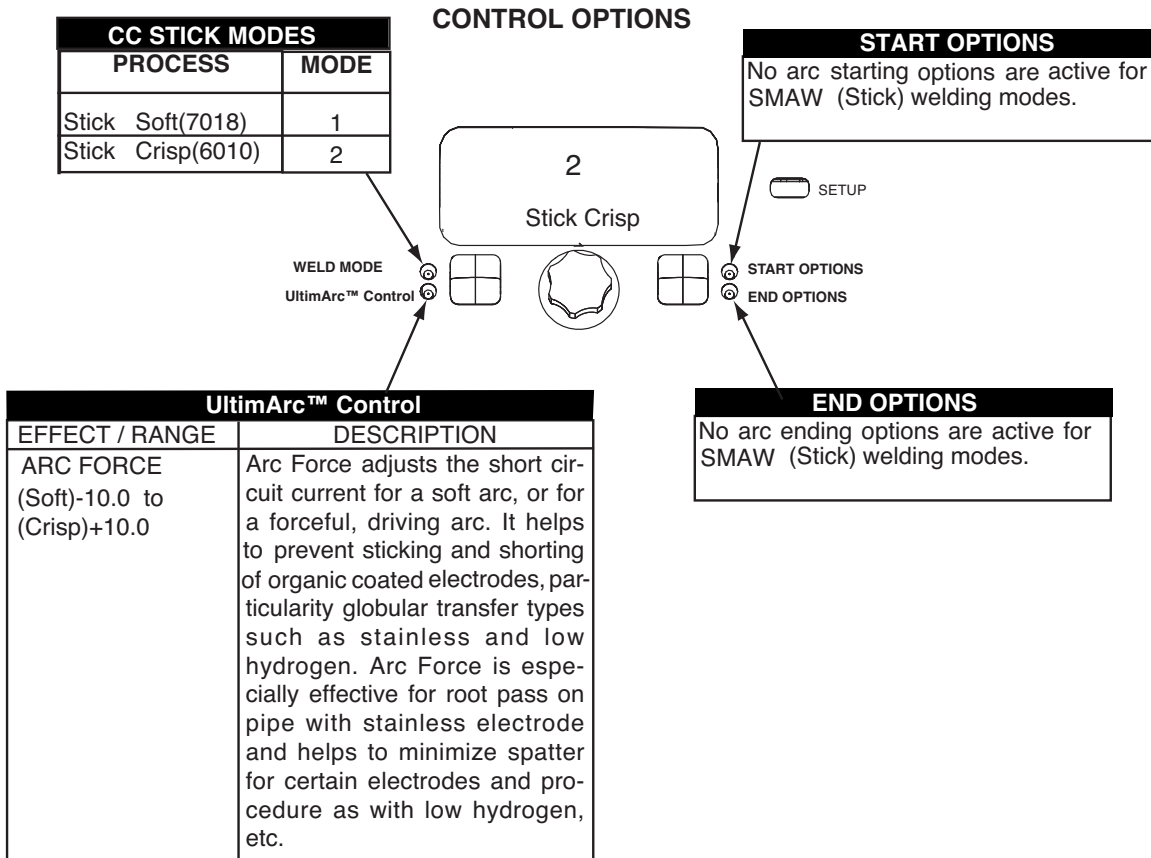 CONTROL OPTIONS
CC STICK MODES
PROCESS MODE
Stick Soft(7018) 1
Stick Crisp(6010) 2
START OPTIONS
No arc starting options are active for
SMAW (Stick) welding modes.
2
Stick Crisp
SETUP
WELD MODE
UltimArc™ Control
START OPTIONS
END OPTIONS
UltimArc™ Control
EFFECT / RANGE DESCRIPTION
ARC FORCE
(Soft)-10.0 to
(Crisp)+10.0
Arc Force adjusts the short cir-
cuit current for a soft arc, or for
a forceful, driving arc. It helps
to prevent sticking and shorting
of organic coated electrodes, par-
ticularity globular transfer types
such as stainless and low
hydrogen. Arc Force is espe-
cially effective for root pass on
pipe with stainless electrode
and helps to minimize spatter
for certain electrodes and pro-
cedure as with low hydrogen,
etc.
END OPTIONS
No arc ending options are active for
SMAW (Stick) welding modes.